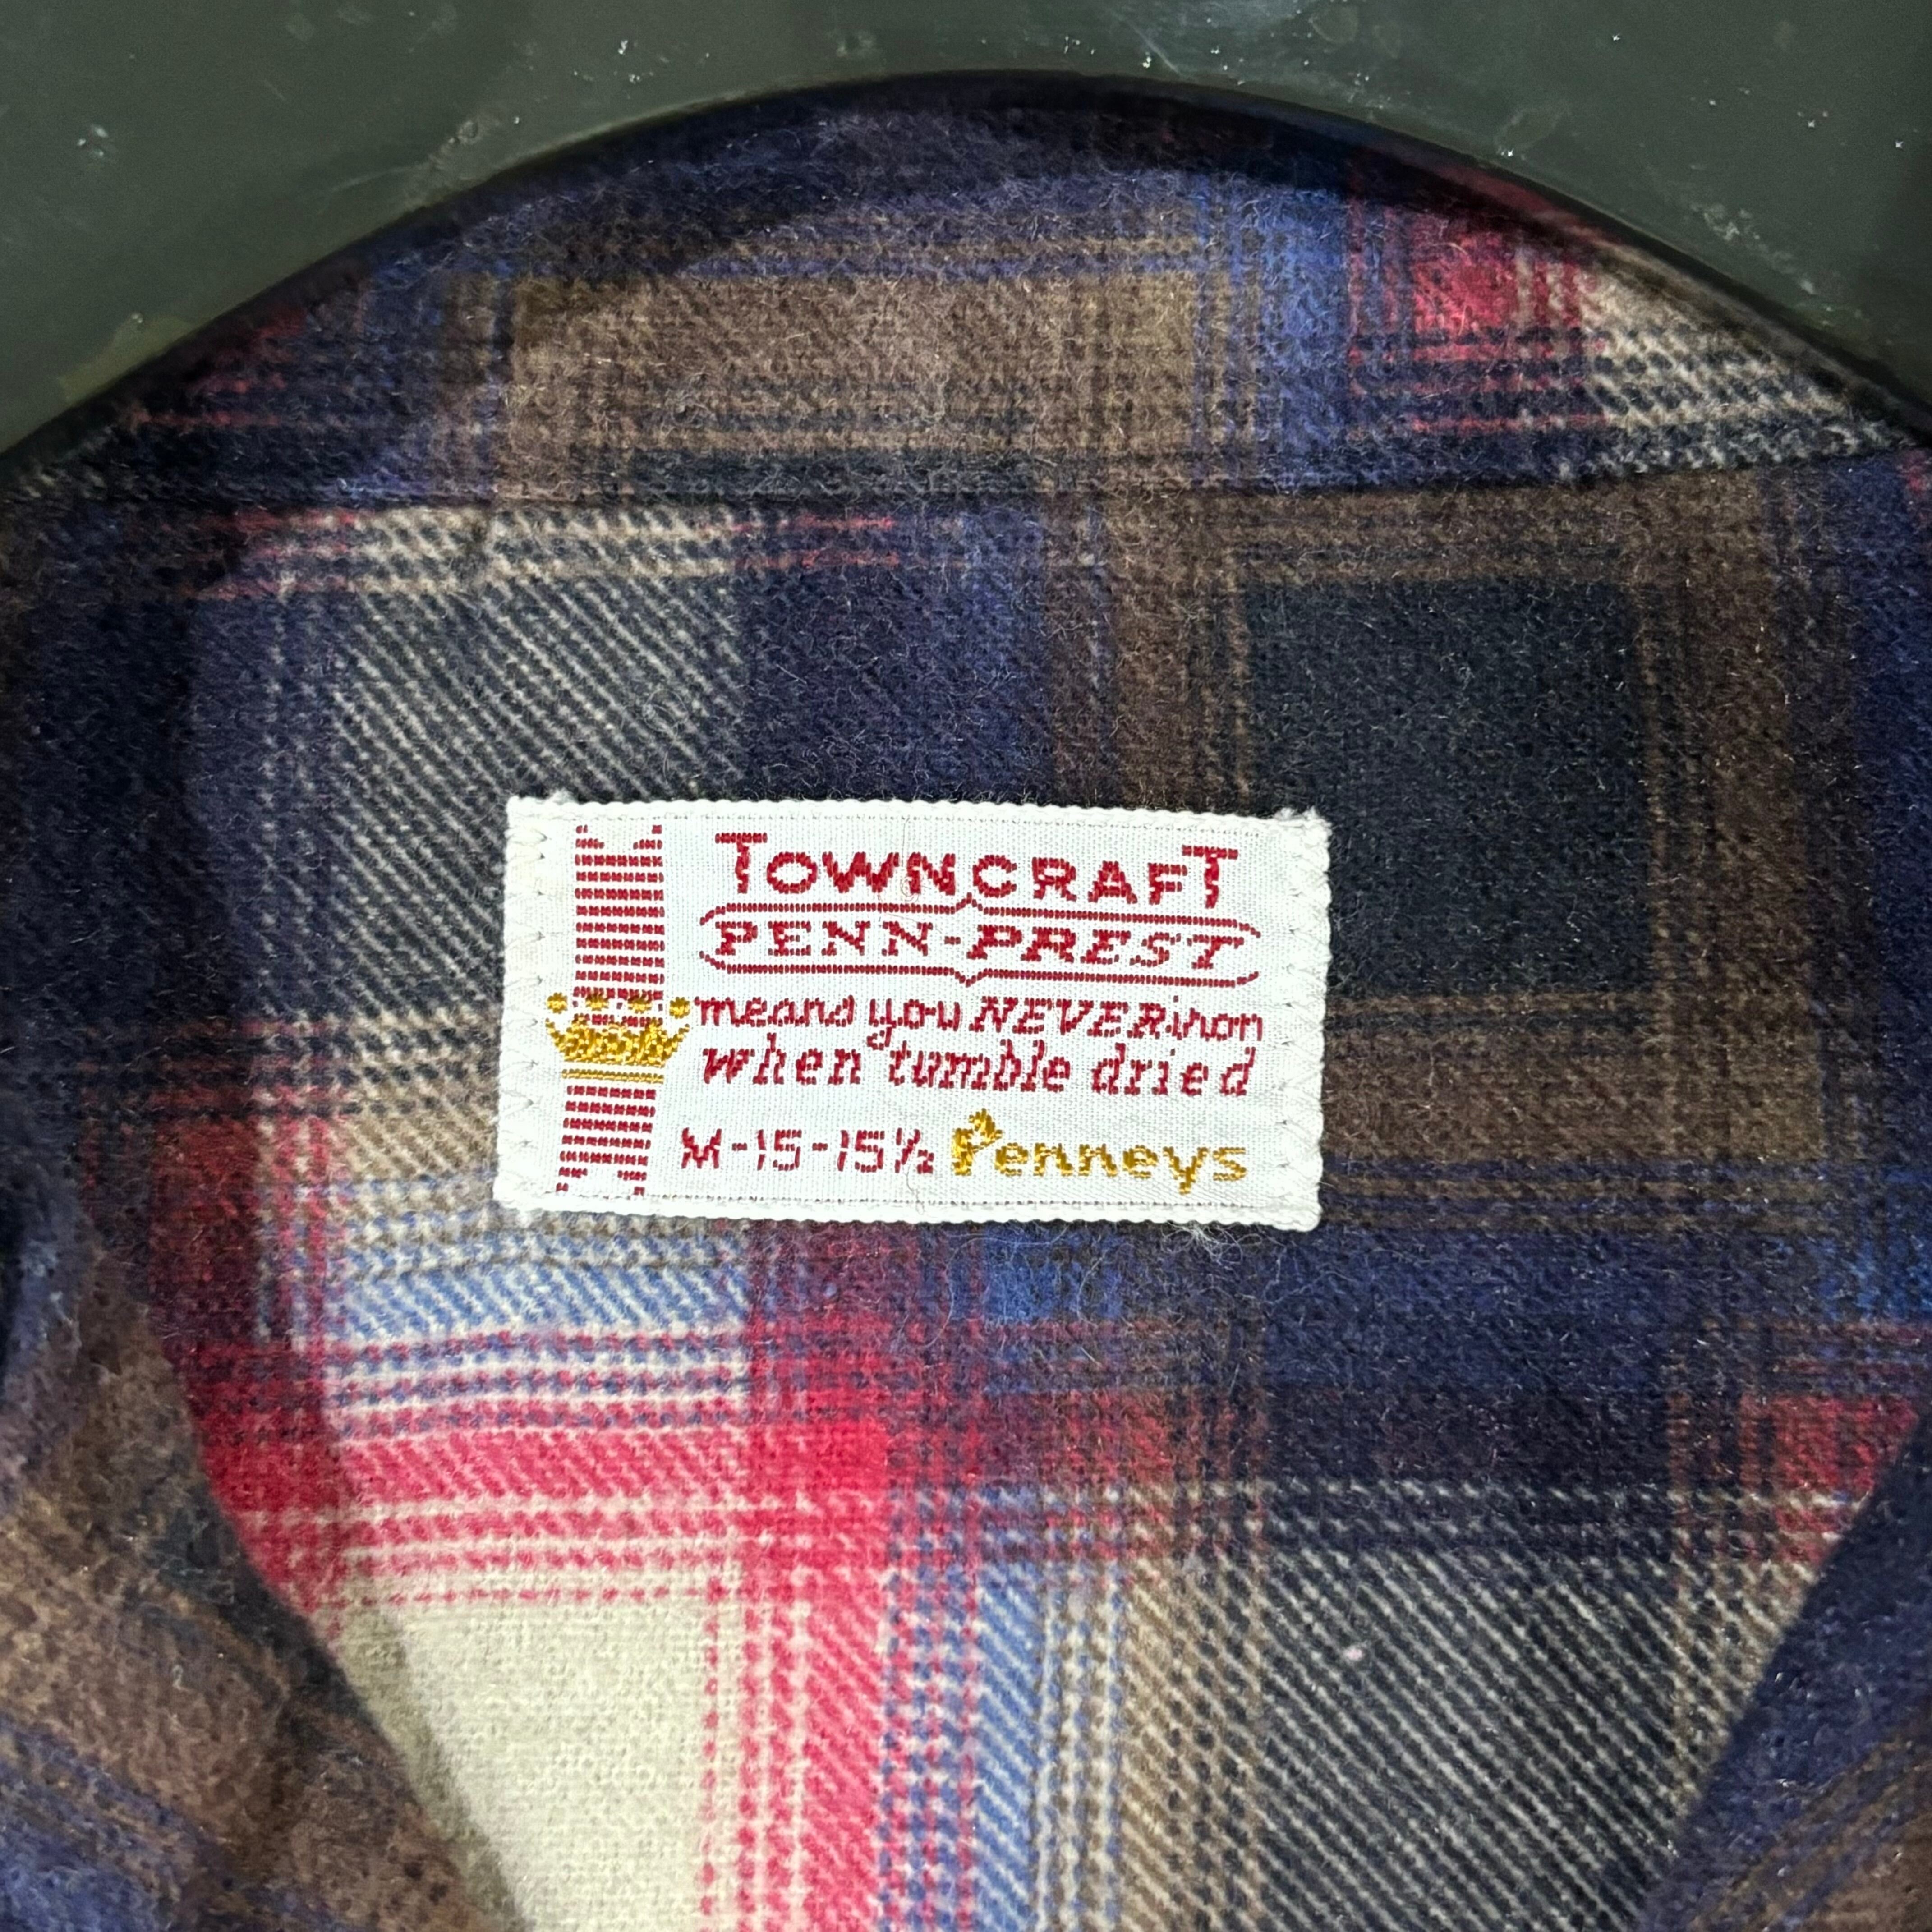 TOWNCRAFT
PENN-PREST
means you NEVER iron
when tumble dried
M-15-15½ Penneys